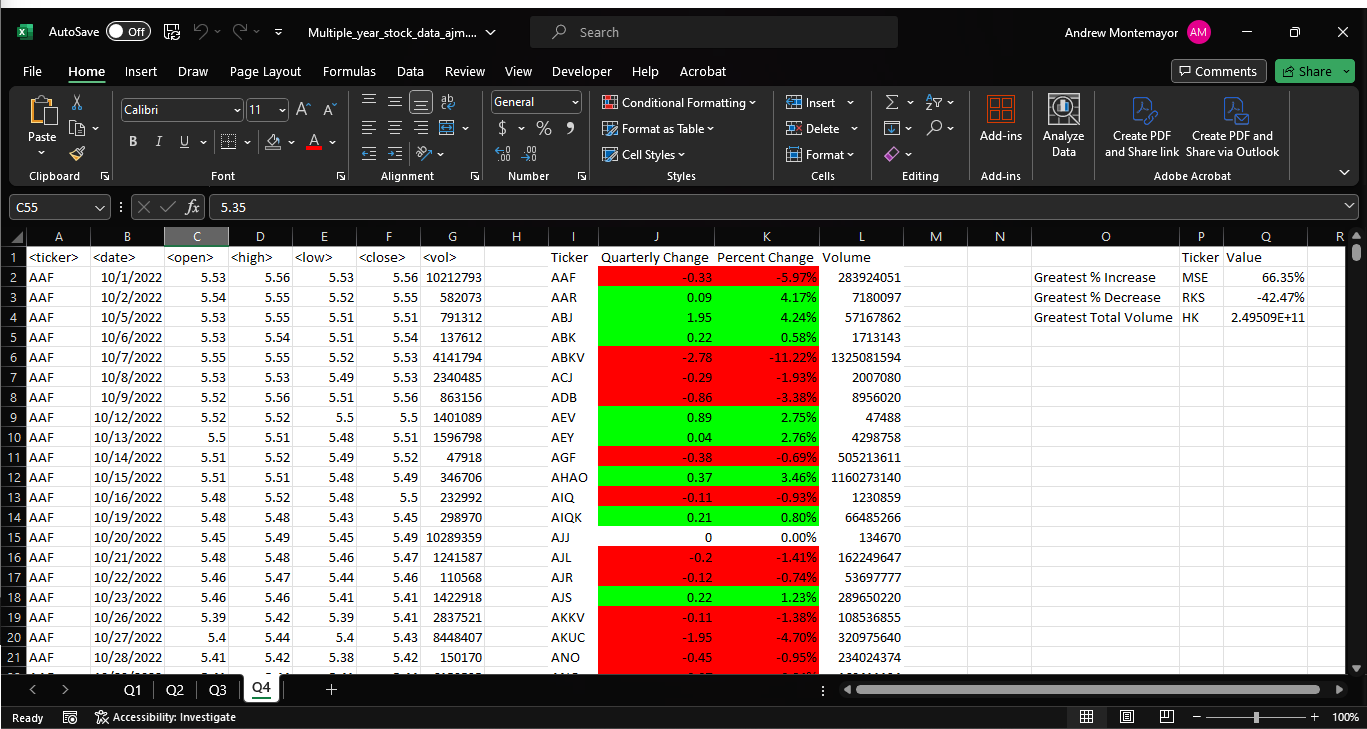 AutoSave Off Multiple_year_stock_data_ajm.... Search Andrew Montemayor AM
File Home Insert Draw Page Layout Formulas Data Review View Developer Help Acrobat Comments Share
Paste Calibri 11 General Conditional Formatting Format as Table Cell Styles Insert Delete Format Add-ins Analyze Data Create PDF and Share link Create PDF and Share via Outlook
Clipboard Font Alignment Number Styles Cells Editing Add-ins Adobe Acrobat
C55 fx 5.35
A B C D E F G H I J K L M N O P Q R
1 <ticker> <date> <open> <high> <low> <close> <vol> Ticker Quarterly Change Percent Change Volume Ticker Value
2 AAF 10/1/2022 5.53 5.56 5.53 5.56 10212793 AAF -0.33 -5.97% 283924051 Greatest % Increase MSE 66.35%
3 AAF 10/2/2022 5.54 5.55 5.52 5.55 582073 AAR 0.09 4.17% 7180097 Greatest % Decrease RKS -42.47%
4 AAF 10/5/2022 5.53 5.55 5.51 5.51 791312 ABJ 1.95 4.24% 57167862 Greatest Total Volume HK 2.49509E+11
5 AAF 10/6/2022 5.53 5.54 5.51 5.54 137612 ABK 0.22 0.58% 1713143
6 AAF 10/7/2022 5.55 5.55 5.52 5.53 4141794 ABKV -2.78 -11.22% 1325081594
7 AAF 10/8/2022 5.53 5.53 5.49 5.53 2340485 ACJ -0.29 -1.93% 2007080
8 AAF 10/9/2022 5.52 5.56 5.51 5.56 863156 ADB -0.86 -3.38% 8956020
9 AAF 10/12/2022 5.52 5.52 5.5 5.5 1401089 AEV 0.89 2.75% 47488
10 AAF 10/13/2022 5.5 5.51 5.48 5.51 1596798 AEY 0.04 2.76% 4298758
11 AAF 10/14/2022 5.51 5.52 5.49 5.52 47918 AGF -0.38 -0.69% 505213611
12 AAF 10/15/2022 5.51 5.51 5.48 5.49 346706 AHAO 0.37 3.46% 1160273140
13 AAF 10/16/2022 5.48 5.52 5.48 5.5 232992 AIQ -0.11 -0.93% 1230859
14 AAF 10/19/2022 5.48 5.48 5.43 5.45 298970 AIQK 0.21 0.80% 66485266
15 AAF 10/20/2022 5.45 5.49 5.45 5.49 10289359 AJJ 0 0.00% 134670
16 AAF 10/21/2022 5.48 5.48 5.46 5.47 1241587 AJL -0.2 -1.41% 162249647
17 AAF 10/22/2022 5.46 5.47 5.44 5.46 110568 AJR -0.12 -0.74% 53697777
18 AAF 10/23/2022 5.46 5.46 5.41 5.41 1422918 AJS 0.22 1.23% 289650220
19 AAF 10/26/2022 5.39 5.42 5.39 5.41 2837521 AKKV -0.11 -1.38% 108536855
20 AAF 10/27/2022 5.4 5.44 5.4 5.43 8448407 AKUC -1.95 -4.70% 320975640
21 AAF 10/28/2022 5.41 5.42 5.38 5.42 150170 ANO -0.45 -0.95% 234024374
Q1 Q2 Q3 Q4
Ready Accessibility: Investigate 100%